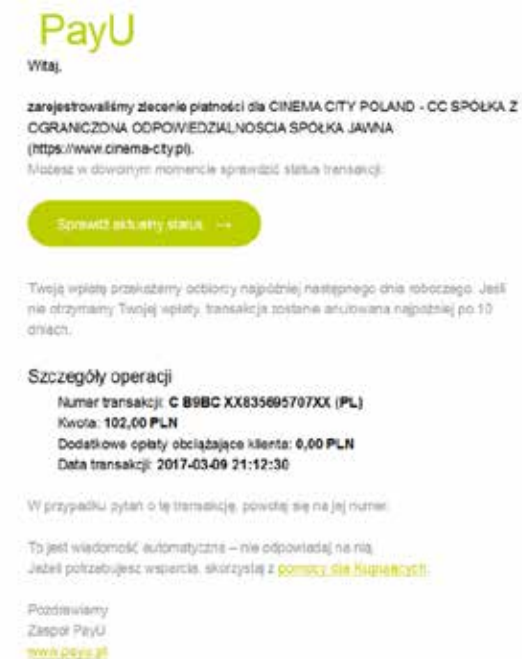 PayU
Witaj,
zarejestrowaliśmy zlecenie płatności dla CINEMA CITY POLAND - CC SPÓŁKA Z
OGRANICZONA ODPOWIEDZIALNOSCIA SPÓŁKA JAWNA
(https://www.cinema-city.pl).
Możesz w dowolnym momencie sprawdzić status transakcji:
Sprawdź aktualny status →
Twoją wpłatę przekażemy odbiorcy najpóźniej następnego dnia roboczego. Jeśli
nie otrzymamy Twojej wpłaty, transakcja zostanie anulowana najpóźniej po 10
dniach.
Szczegóły operacji
Numer transakcji: C B9BC XX835695707XX (PL)
Kwota: 102,00 PLN
Dodatkowe opłaty obciążające klienta: 0,00 PLN
Data transakcji: 2017-03-09 21:12:30
W przypadku pytań o tę transakcję, powołaj się na jej numer.
To jest wiadomość automatyczna – nie odpowiadaj na nią.
Jeżeli potrzebujesz wsparcia, skorzystaj z pomocy dla Kupujących.
Pozdrawiamy
Zespół PayU
www.payu.pl